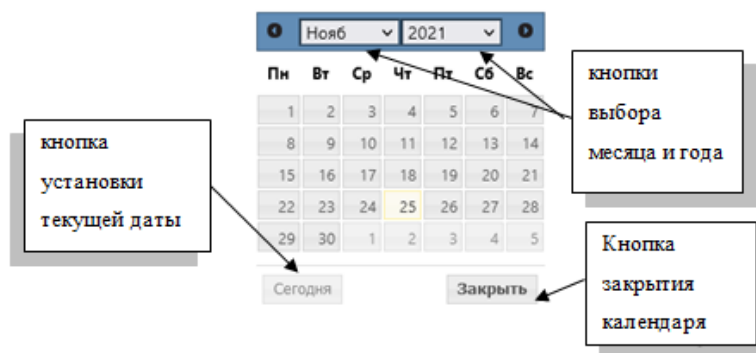 Нояб 2021
Пн Вт Ср Чт Пт Сб Вс
1 2 3 4 5 6 7
8 9 10 11 12 13 14
15 16 17 18 19 20 21
22 23 24 25 26 27 28
29 30 1 2 3 4 5
Сегодня Закрыть
кнопка
установки
текущей даты
кнопки
выбора
месяца и года
Кнопка
закрытия
календаря